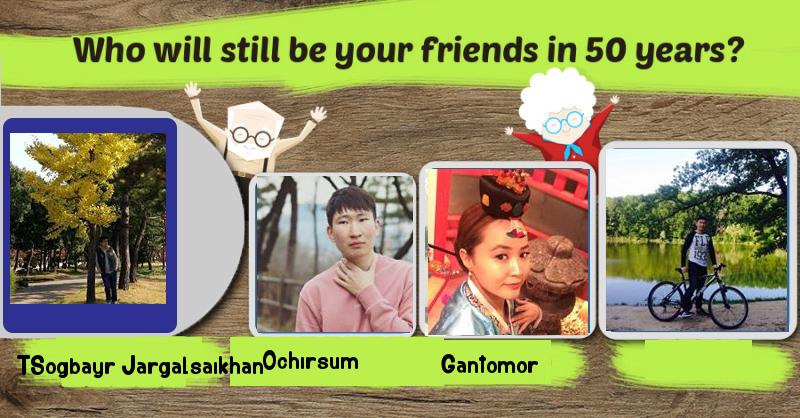 Who will still be your friends in 50 years?
TSogbayr Jargalsaikhan
Ochirsum
Gantomor